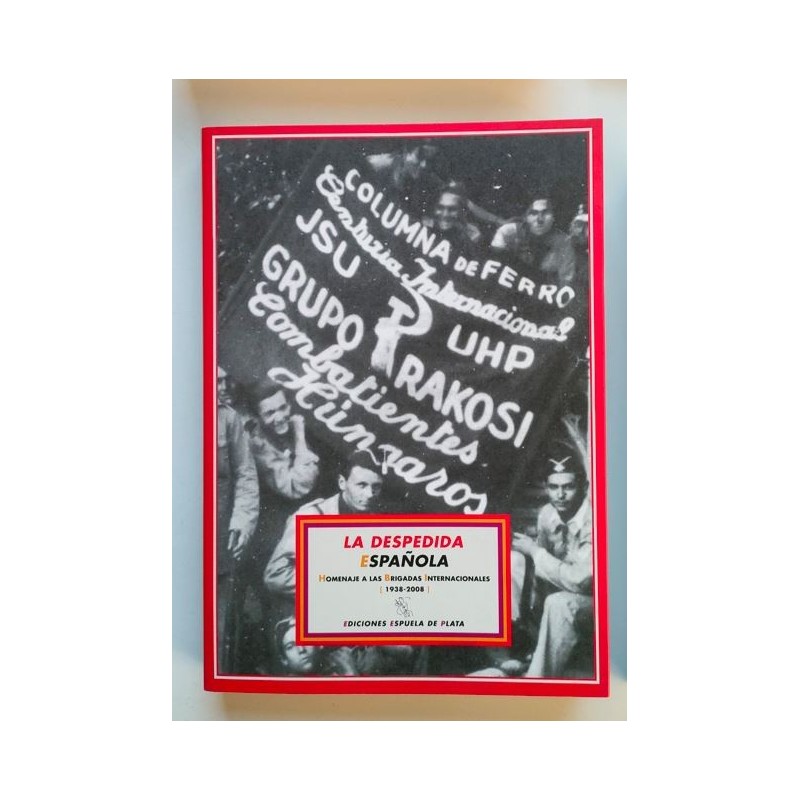 COLUMNA DE FERRO
Centuria Internacional
JSU
UHP
GRUPO RAKOSI
Combatientes
Húngaros
LA DESPEDIDA
ESPAÑOLA
HOMENAJE A LAS BRIGADAS INTERNACIONALES
[1938-2008]
EDICIONES ESPUELA DE PLATA